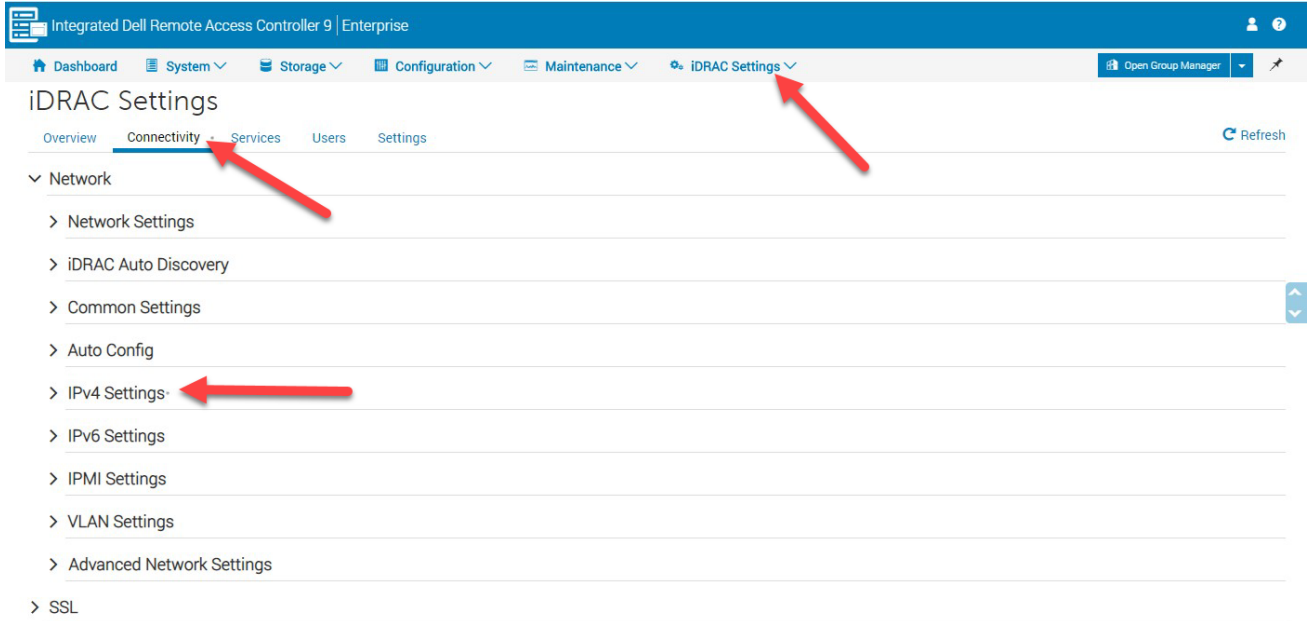 Integrated Dell Remote Access Controller 9 | Enterprise
Dashboard System Storage Configuration Maintenance iDRAC Settings Open Group Manager
iDRAC Settings
Overview Connectivity Services Users Settings Refresh
Network
Network Settings
iDRAC Auto Discovery
Common Settings
Auto Config
IPv4 Settings
IPv6 Settings
IPMI Settings
VLAN Settings
Advanced Network Settings
SSL